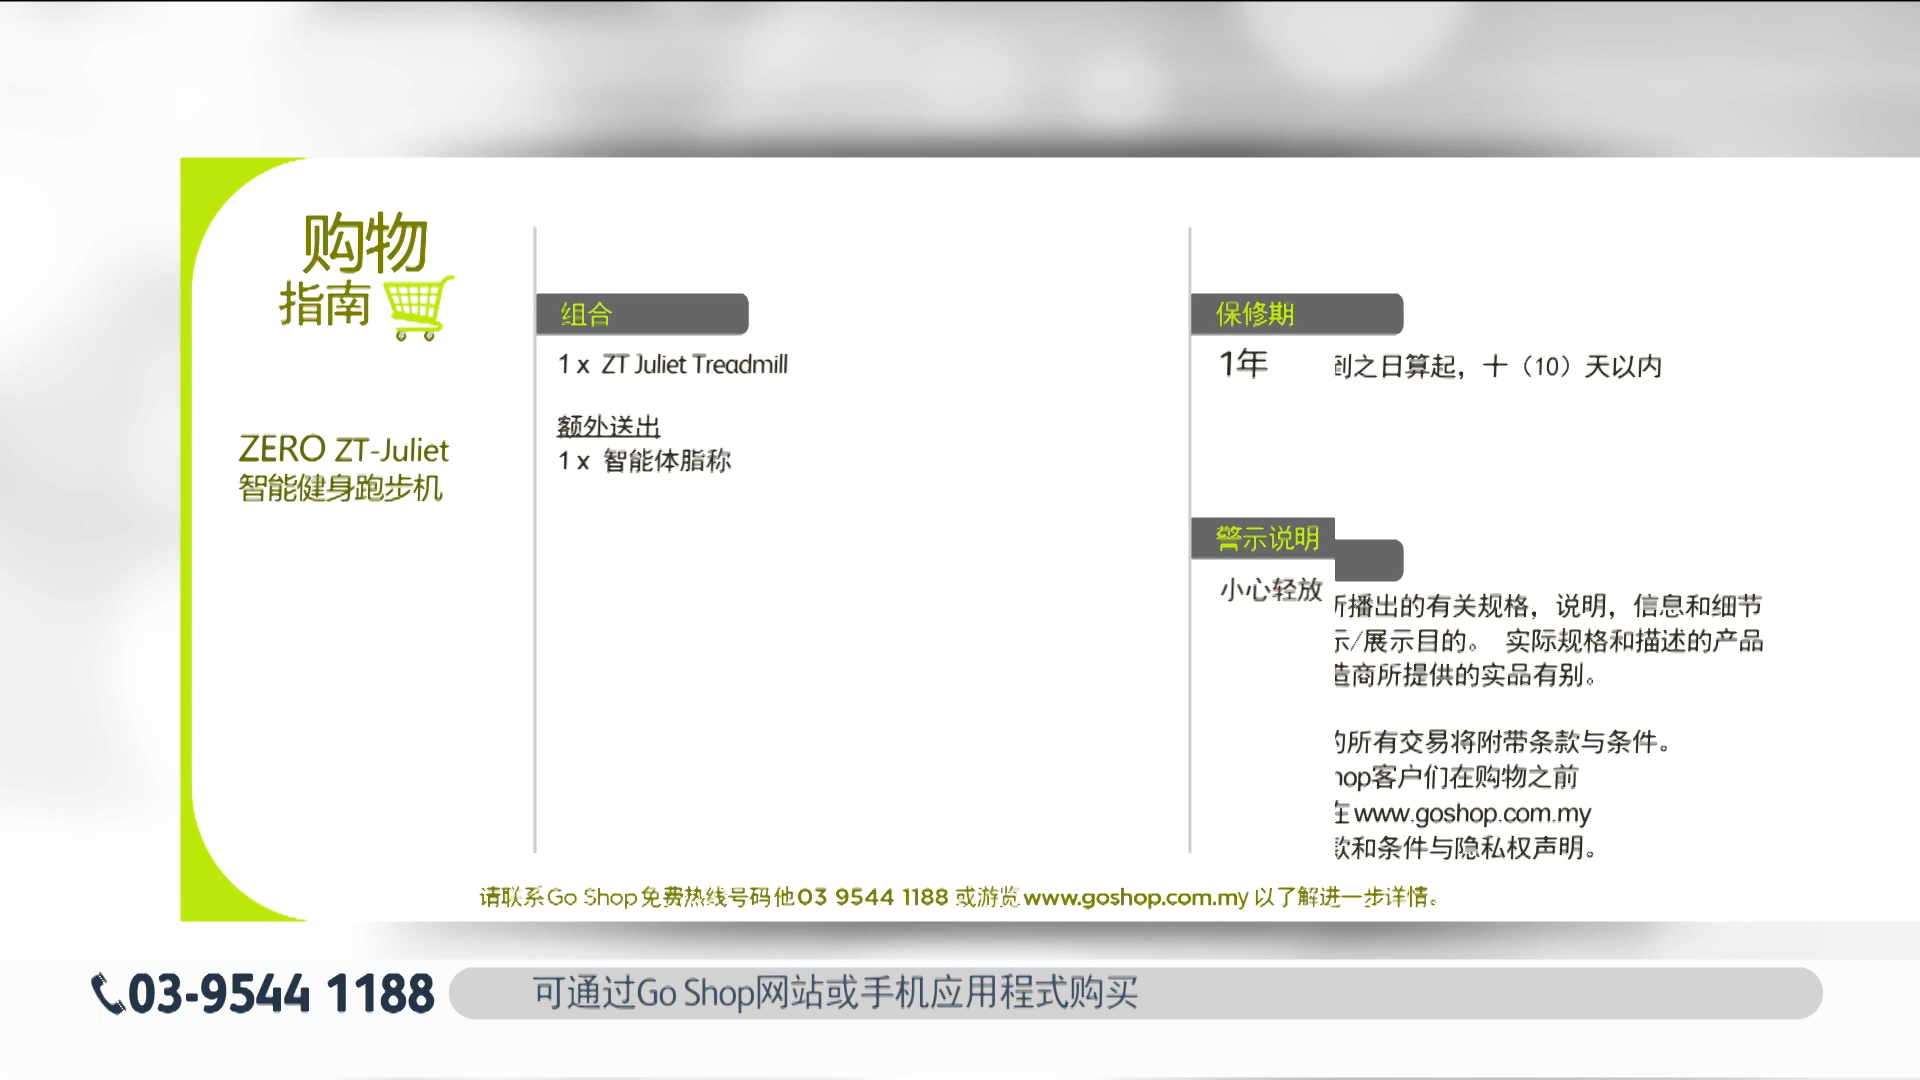 购物
指南
ZERO ZT-Juliet
智能健身跑步机
组合
1 x ZT Juliet Treadmill
额外送出
1 x 智能体脂称
保修期
1年
到之日算起，十（10）天以内
警示说明
小心轻放
所播出的有关规格，说明，信息和细节
示/展示目的。 实际规格和描述的产品
造商所提供的实品有别。
的所有交易将附带条款与条件。
hop客户们在购物之前
在www.goshop.com.my
款和条件与隐私权声明。
请联系Go Shop免费热线号码他03 9544 1188 或游览www.goshop.com.my 以了解进一步详情。
03-9544 1188
可通过Go Shop网站或手机应用程式购买